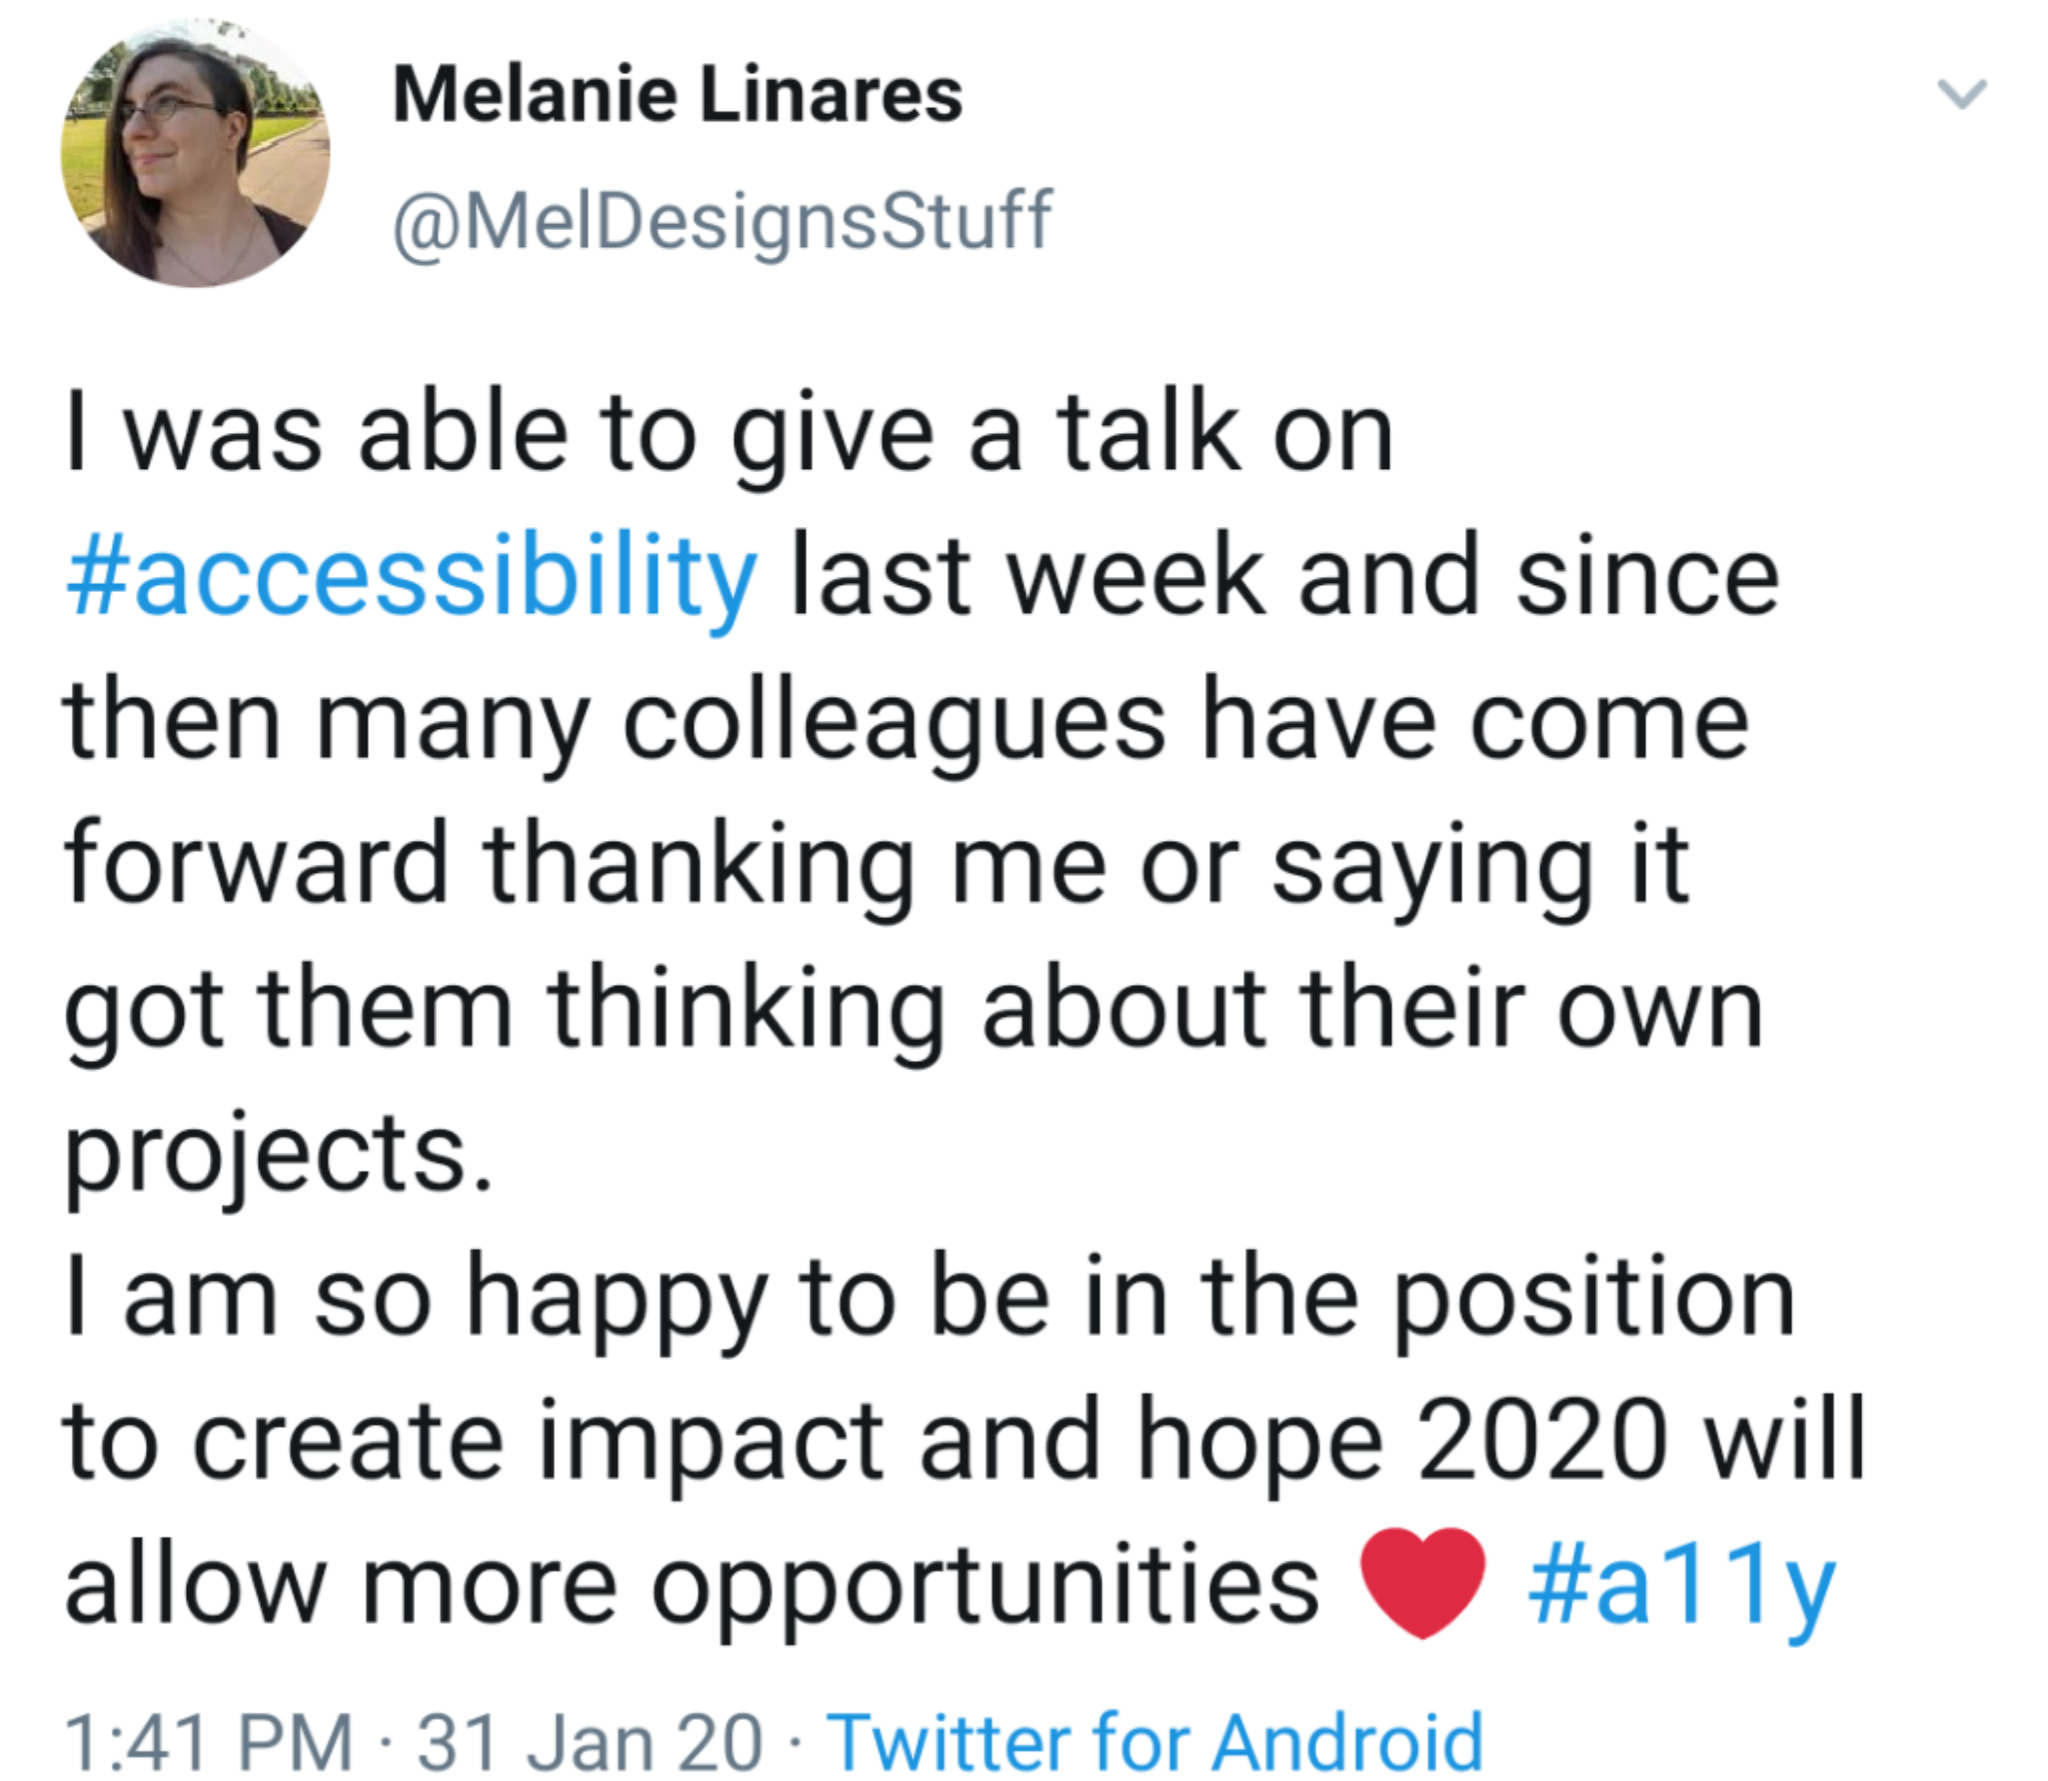 Melanie Linares
@MelDesignsStuff
I was able to give a talk on
#accessibility last week and since
then many colleagues have come
forward thanking me or saying it
got them thinking about their own
projects.
I am so happy to be in the position
to create impact and hope 2020 will
allow more opportunities ❤️ #a11y
1:41 PM · 31 Jan 20 · Twitter for Android